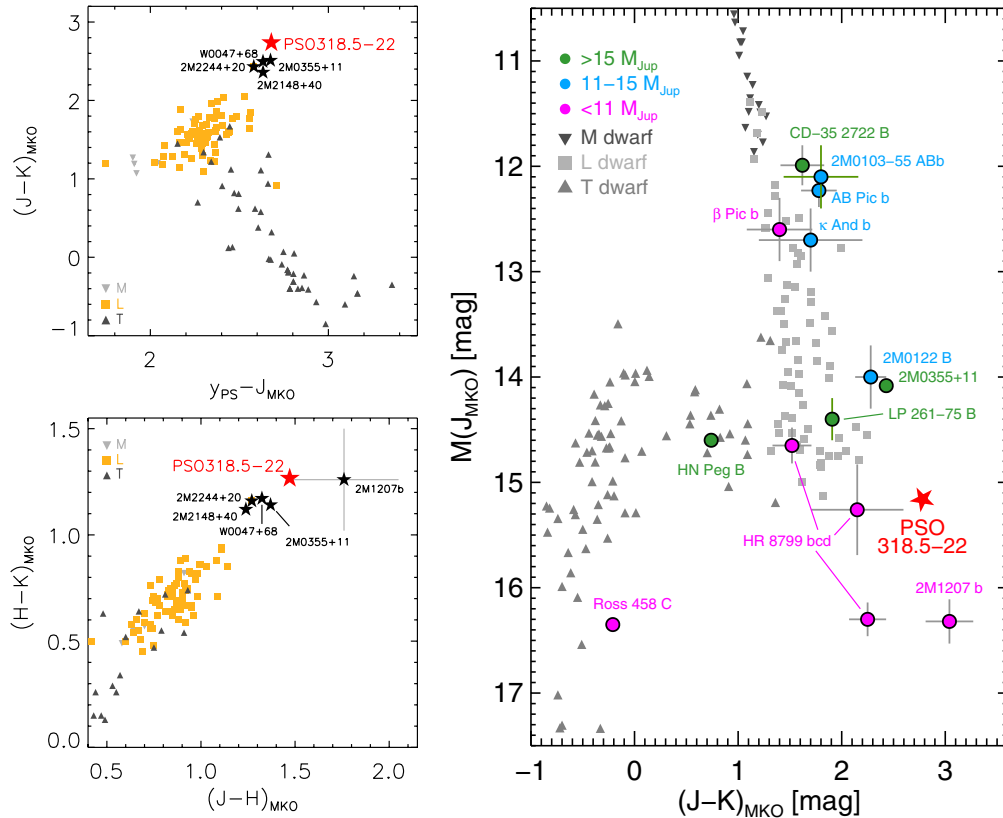 3
2
1
0
−1
(J−K)MKO
PSO318.5−22
W0047+68
2M2244+20
2M0355+11
2M2148+40
M
L
T
2
3
yPS−JMKO
1.5
1.0
0.5
0.0
(H−K)MKO
M
L
T
PSO318.5−22
2M1207b
2M2244+20
2M2148+40
W0047+68
2M0355+11
0.5
1.0
1.5
2.0
(J−H)MKO
11
12
13
14
15
16
17
M(JMKO) [mag]
>15 MJup
11−15 MJup
<11 MJup
M dwarf
L dwarf
T dwarf
CD-35 2722 B
2M0103−55 ABb
AB Pic b
β Pic b
κ And b
2M0122 B
2M0355+11
LP 261-75 B
HN Peg B
PSO
318.5−22
HR 8799 bcd
2M1207 b
Ross 458 C
−1
0
1
2
3
(J−K)MKO [mag]